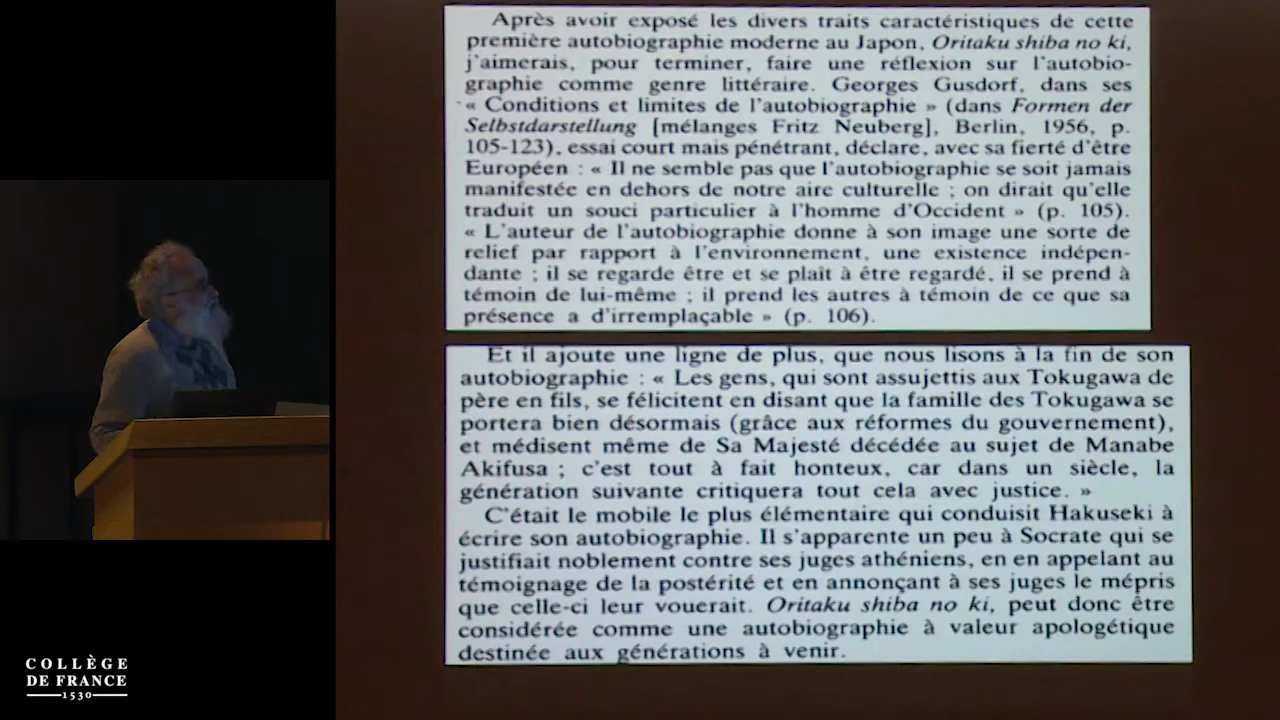 Après avoir exposé les divers traits caractéristiques de cette
première autobiographie moderne au Japon, Oritaku shiba no ki,
j'aimerais, pour terminer, faire une réflexion sur l'autobio-
graphie comme genre littéraire. Georges Gusdorf, dans ses
« Conditions et limites de l'autobiographie » (dans Formen der
Selbstdarstellung [mélanges Fritz Neuberg], Berlin, 1956, p.
105-123), essai court mais pénétrant, déclare, avec sa fierté d'être
Européen : « Il ne semble pas que l'autobiographie se soit jamais
manifestée en dehors de notre aire culturelle ; on dirait qu'elle
traduit un souci particulier à l'homme d'Occident » (p. 105).
« L'auteur de l'autobiographie donne à son image une sorte de
relief par rapport à l'environnement, une existence indépen-
dante ; il se regarde être et se plaît à être regardé, il se prend à
témoin de lui-même ; il prend les autres à témoin de ce que sa
présence a d'irremplaçable » (p. 106).
Et il ajoute une ligne de plus, que nous lisons à la fin de son
autobiographie : « Les gens, qui sont assujettis aux Tokugawa de
père en fils, se félicitent en disant que la famille des Tokugawa se
portera bien désormais (grâce aux réformes du gouvernement),
et médisent même de Sa Majesté décédée au sujet de Manabe
Akifusa ; c'est tout à fait honteux, car dans un siècle, la
génération suivante critiquera tout cela avec justice. »
C'était le mobile le plus élémentaire qui conduisit Hakuseki à
écrire son autobiographie. Il s'apparente un peu à Socrate qui se
justifiait noblement contre ses juges athéniens, en en appelant au
témoignage de la postérité et en annonçant à ses juges le mépris
que celle-ci leur vouerait. Oritaku shiba no ki, peut donc être
considérée comme une autobiographie à valeur apologétique
destinée aux générations à venir.
COLLÈGE
DE FRANCE
1530